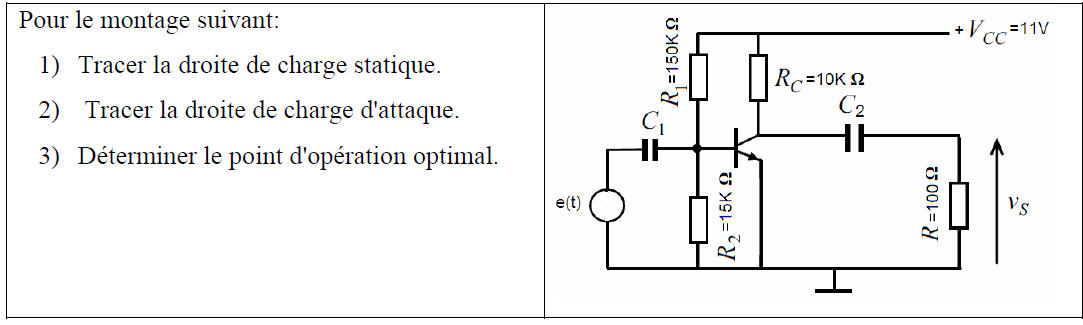 Pour le montage suivant:
1) Tracer la droite de charge statique.
2) Tracer la droite de charge d'attaque.
3) Déterminer le point d'opération optimal.
+ VCC =11V
R1=150K Ω
RC =10K Ω
C2
C1
e(t)
R2 =15K Ω
R =100 Ω
vS